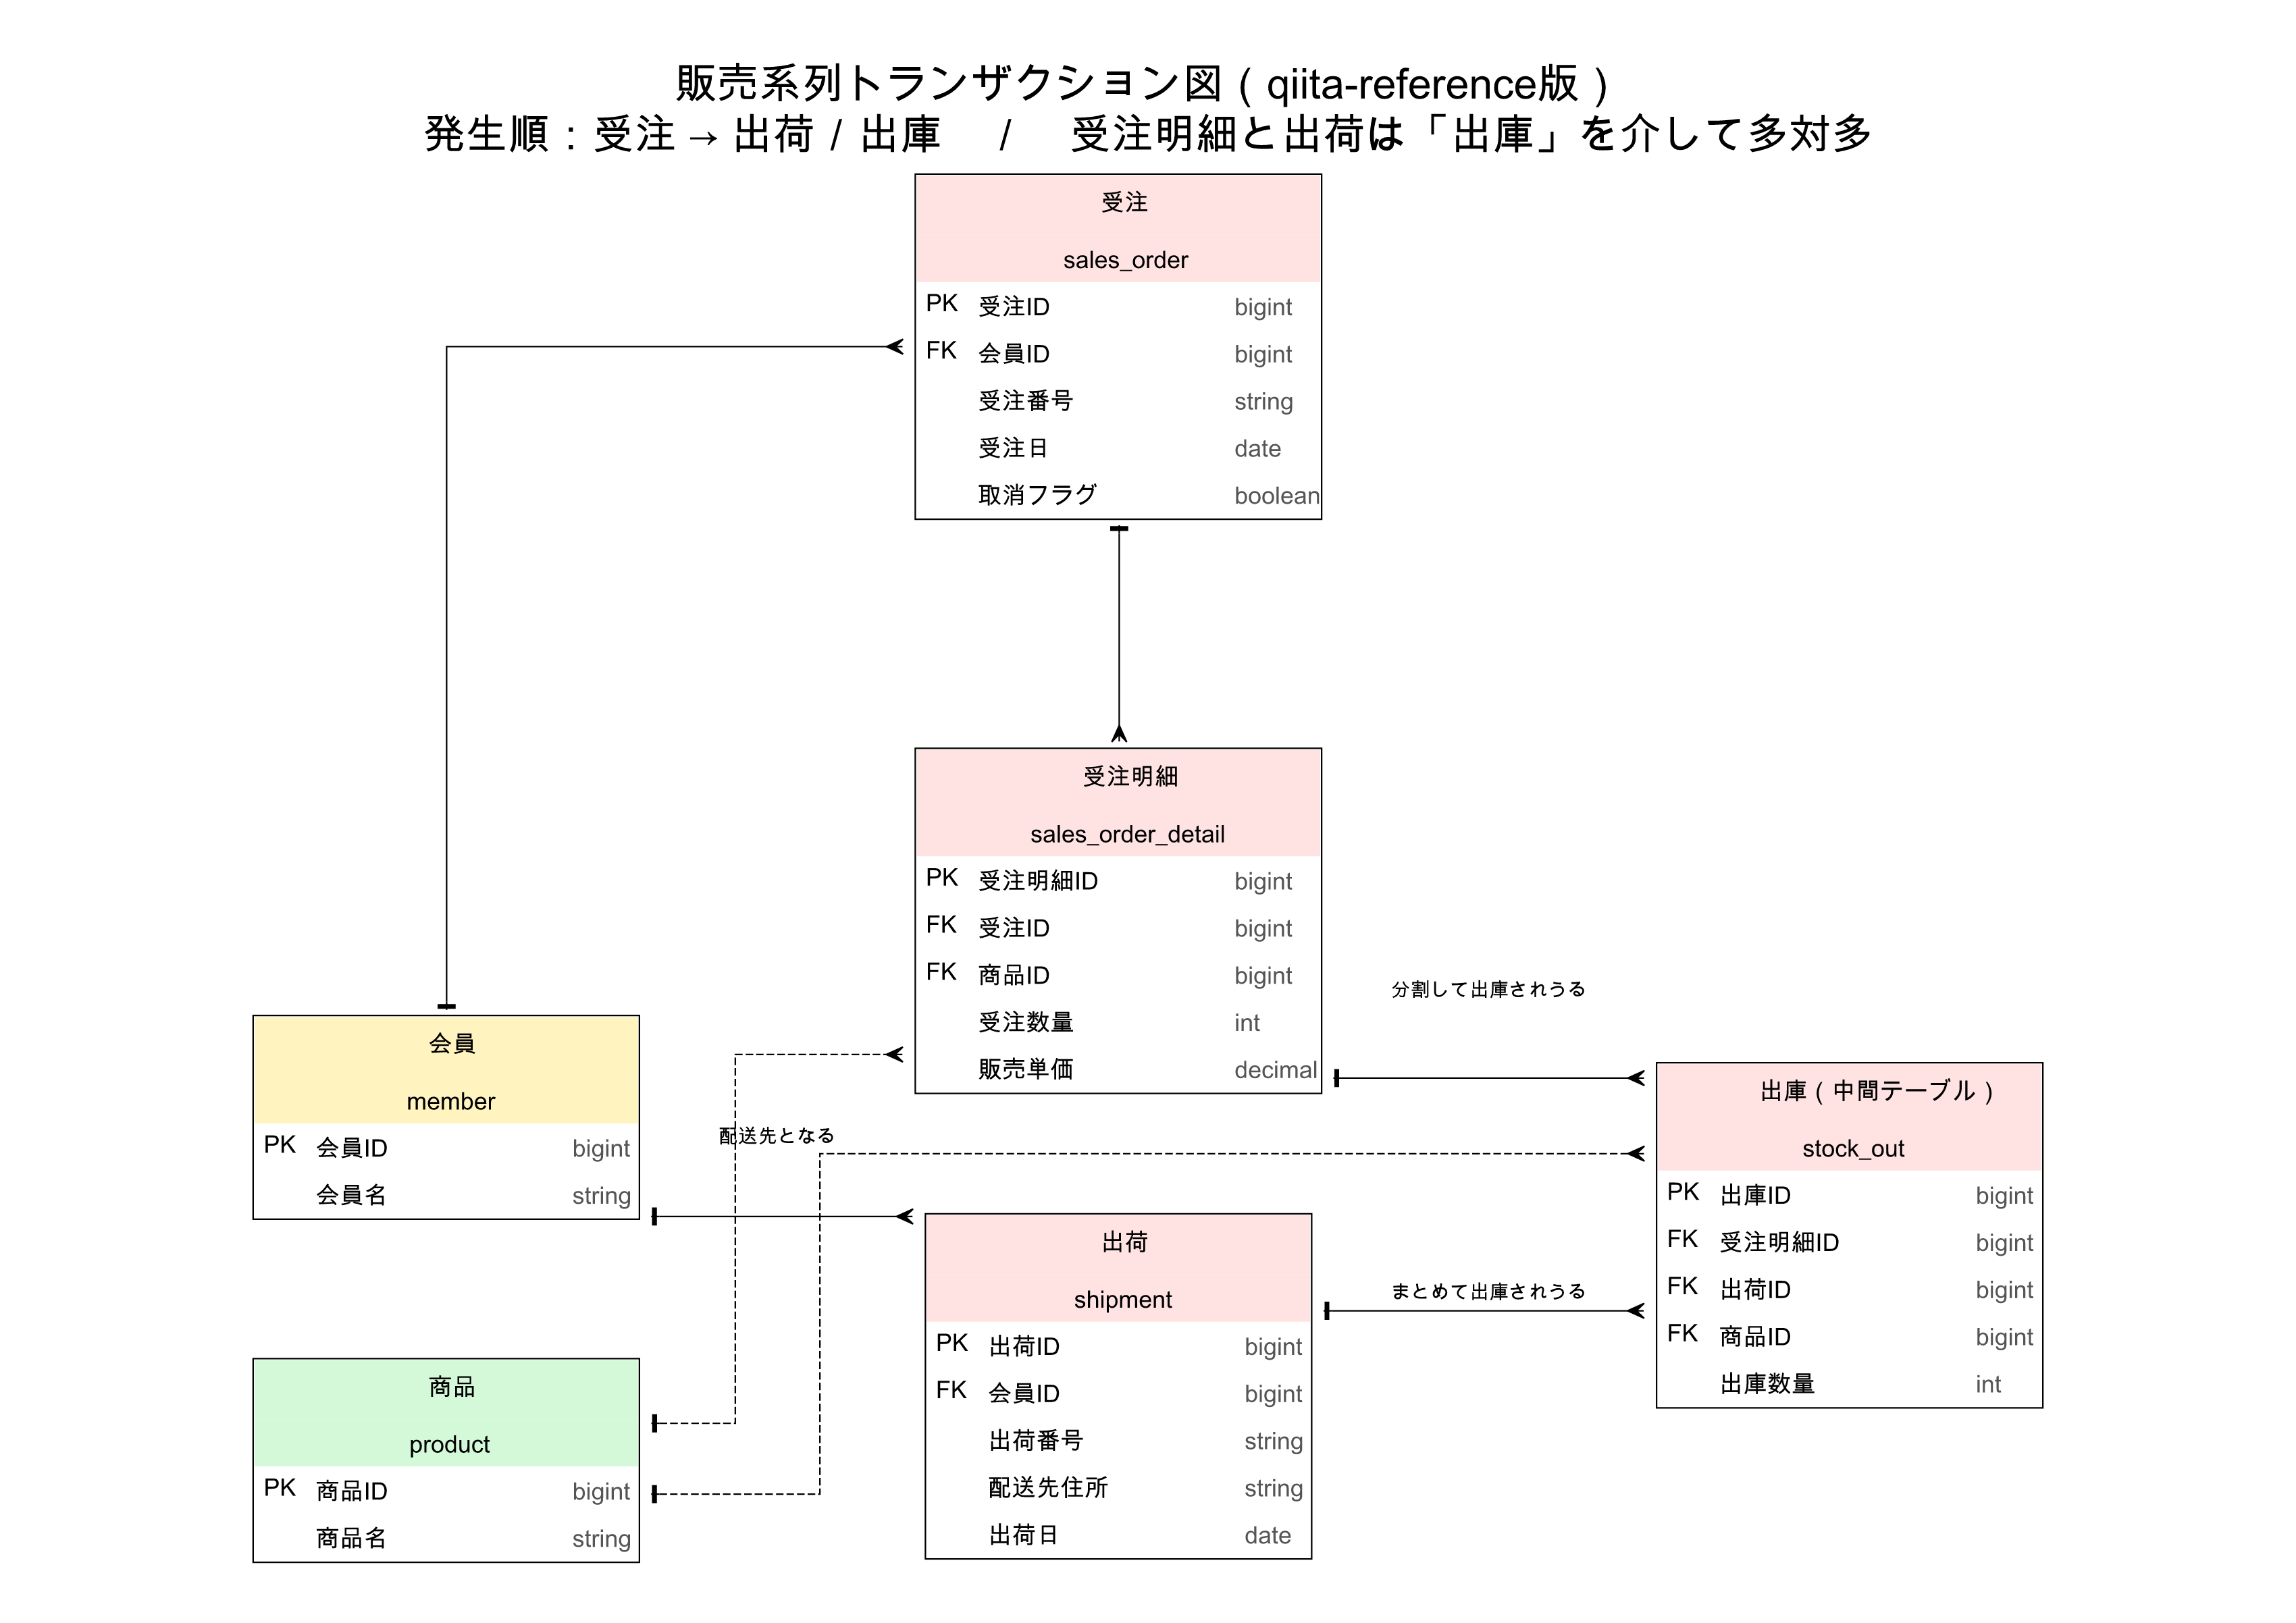 販売系列トランザクション図（qiita-reference版）
発生順：受注→出荷 / 出庫　/　受注明細と出荷は「出庫」を介して多対多
受注
sales_order
PK 受注ID bigint
FK 会員ID bigint
受注番号 string
受注日 date
取消フラグ boolean
受注明細
sales_order_detail
PK 受注明細ID bigint
FK 受注ID bigint
FK 商品ID bigint
受注数量 int
販売単価 decimal
分割して出庫されうる
会員
member
PK 会員ID bigint
会員名 string
配送先となる
出庫（中間テーブル）
stock_out
PK 出庫ID bigint
FK 受注明細ID bigint
FK 出荷ID bigint
FK 商品ID bigint
出庫数量 int
出荷
shipment
PK 出荷ID bigint
FK 会員ID bigint
出荷番号 string
配送先住所 string
出荷日 date
まとめて出庫されうる
商品
product
PK 商品ID bigint
商品名 string